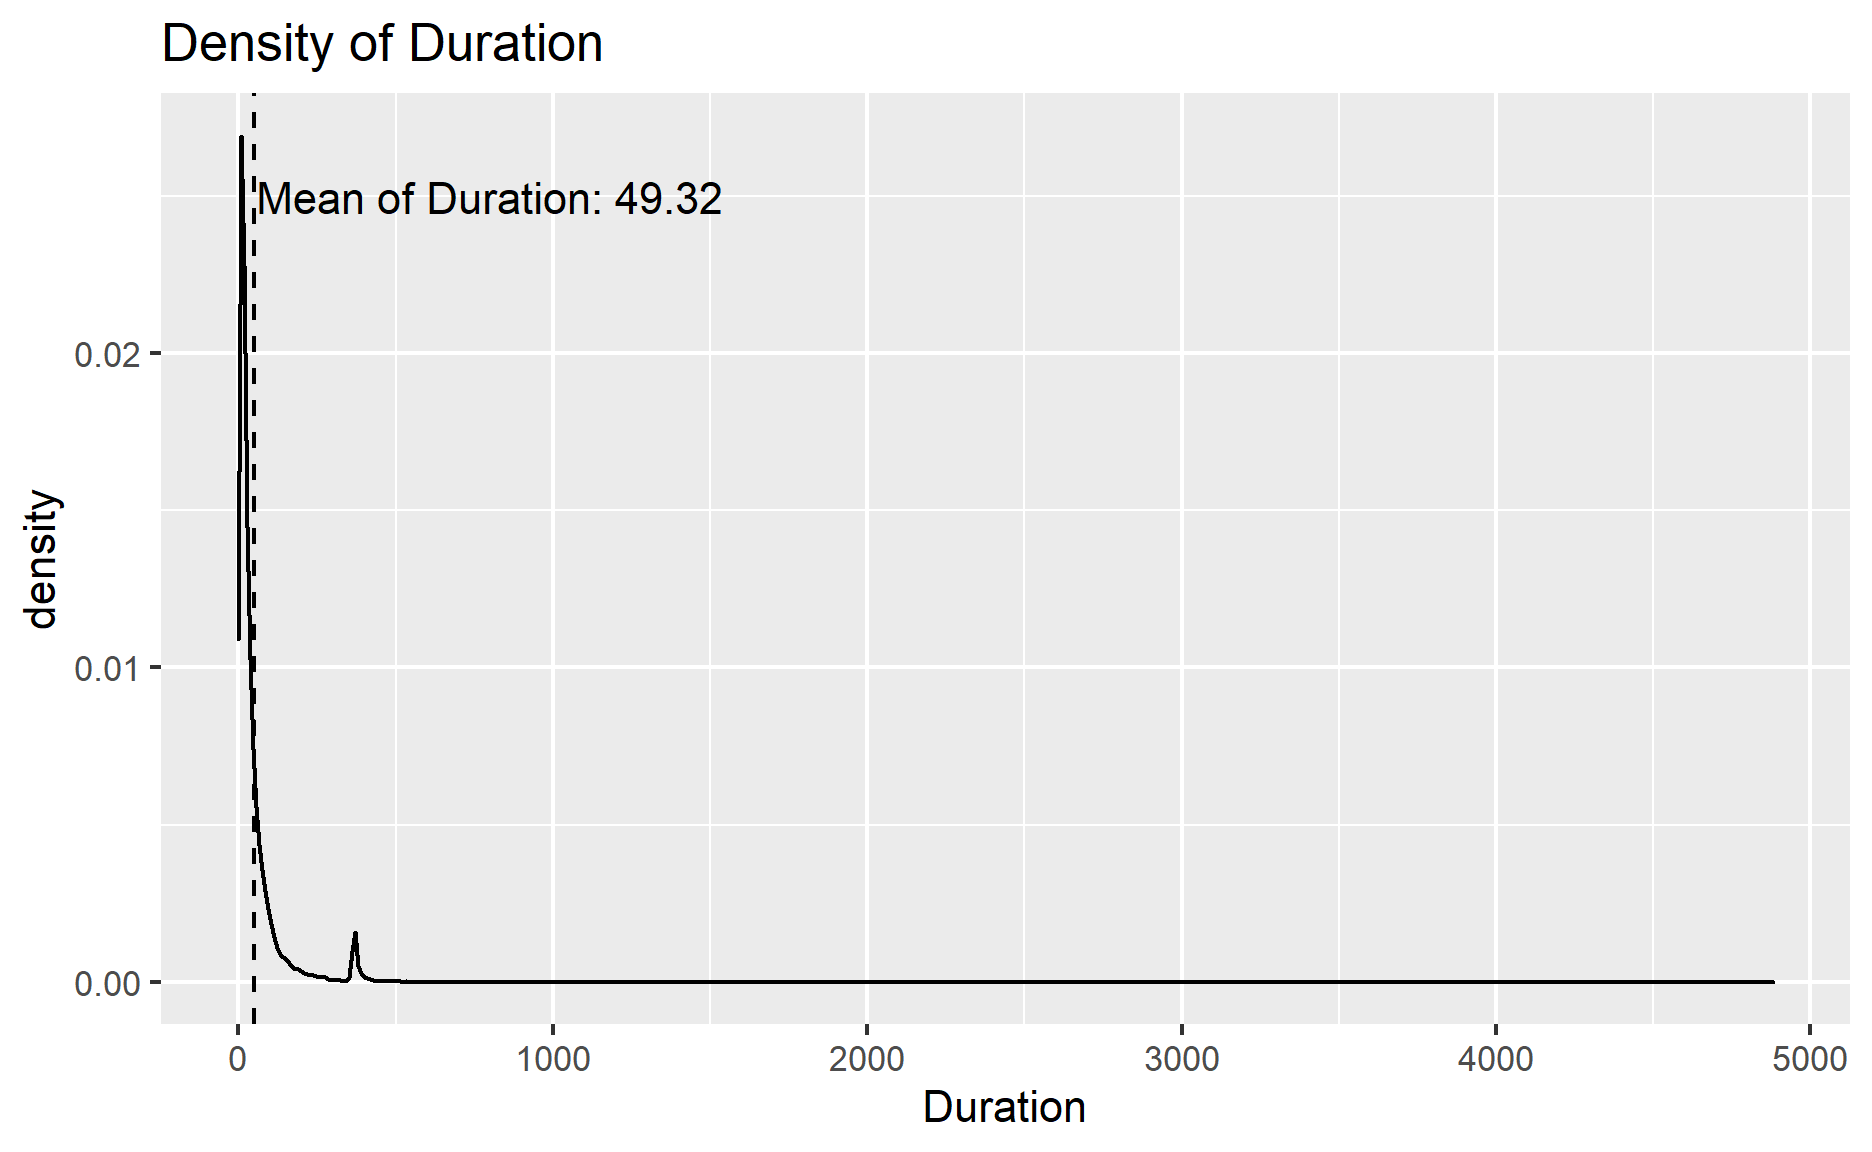 Density of Duration
Mean of Duration: 49.32
density
0.02
0.01
0.00
0 1000 2000 3000 4000 5000
Duration